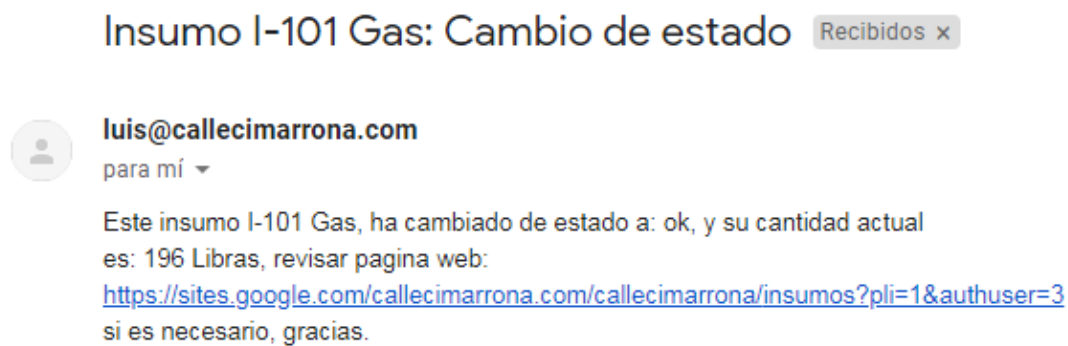 Insumo I-101 Gas: Cambio de estado Recibidos ×
luis@callecimarrona.com
para mí
Este insumo I-101 Gas, ha cambiado de estado a: ok, y su cantidad actual
es: 196 Libras, revisar pagina web:
https://sites.google.com/callecimarrona.com/callecimarrona/insumos?pli=1&authuser=3
si es necesario, gracias.